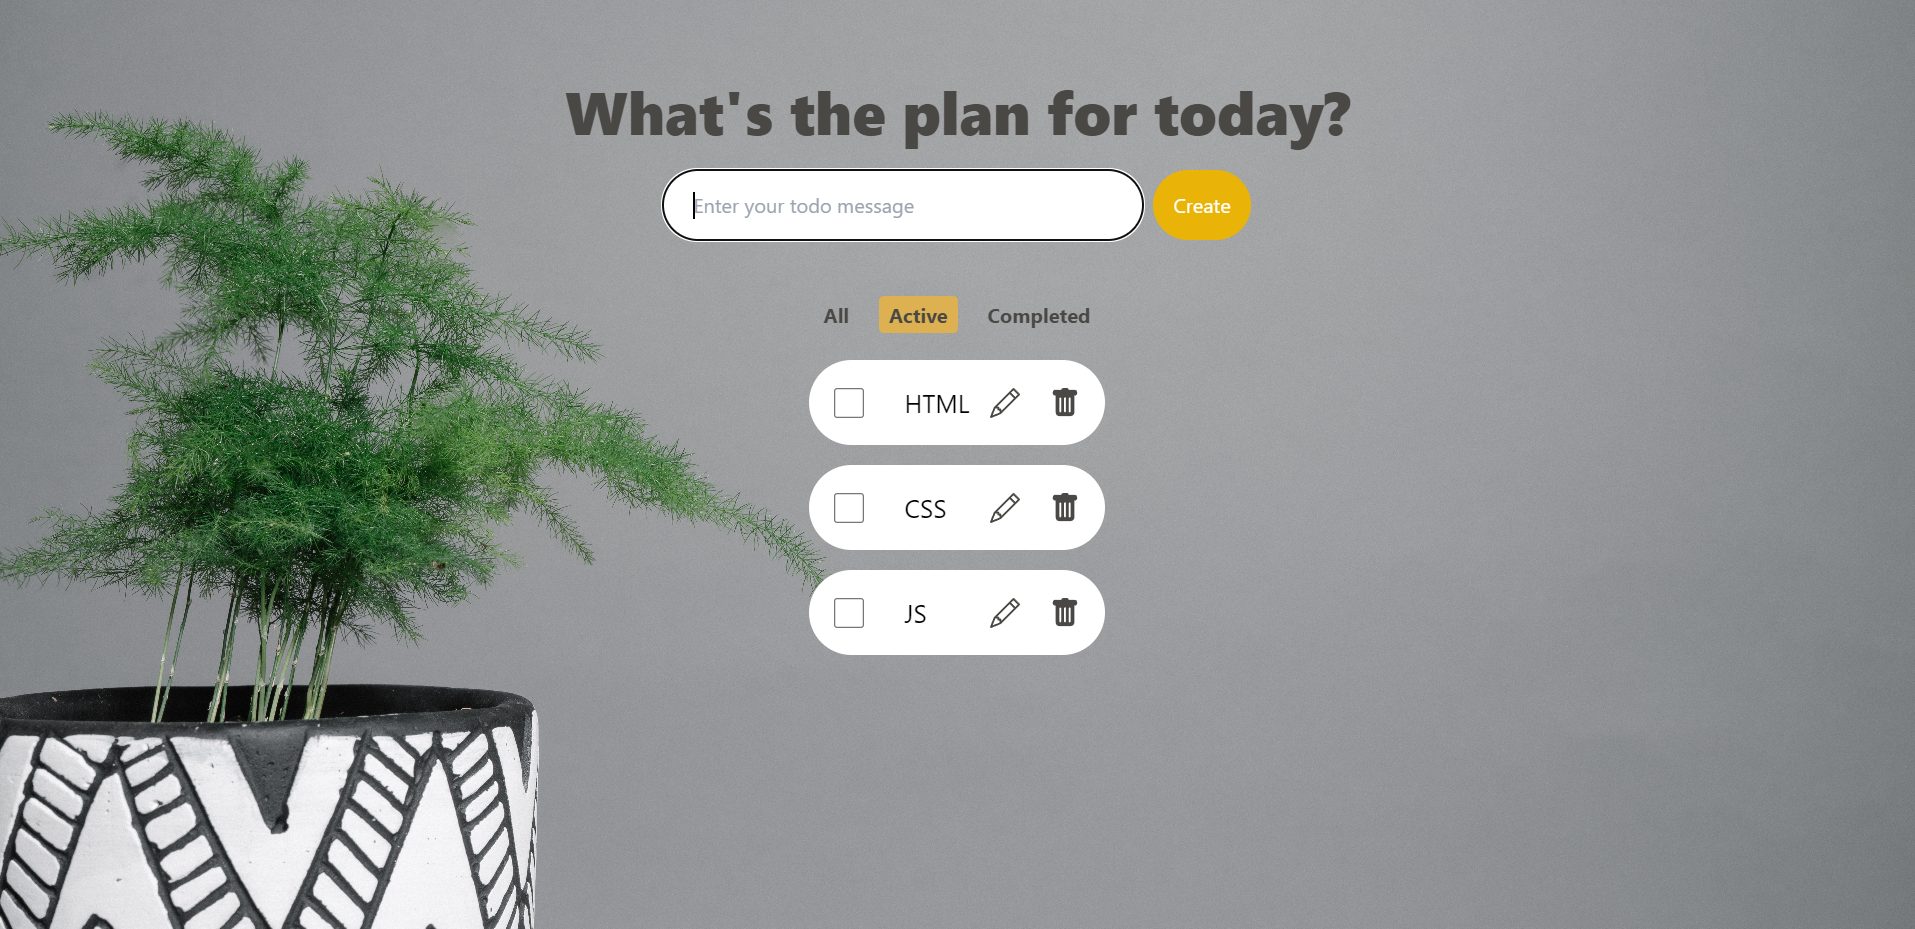 What's the plan for today?
Enter your todo message
Create
All Active Completed
HTML
CSS
JS